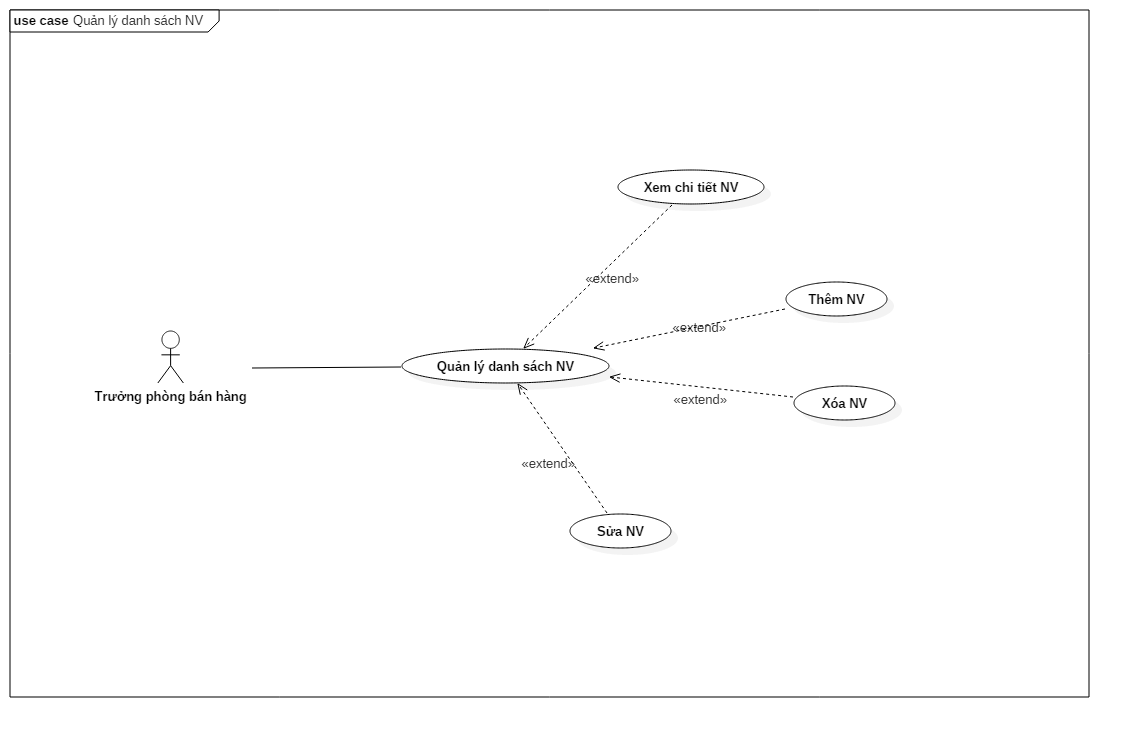 use case Quản lý danh sách NV
Xem chi tiết NV
«extend»
Thêm NV
«extend»
Quản lý danh sách NV
Trưởng phòng bán hàng
Xóa NV
«extend»
«extend»
Sửa NV